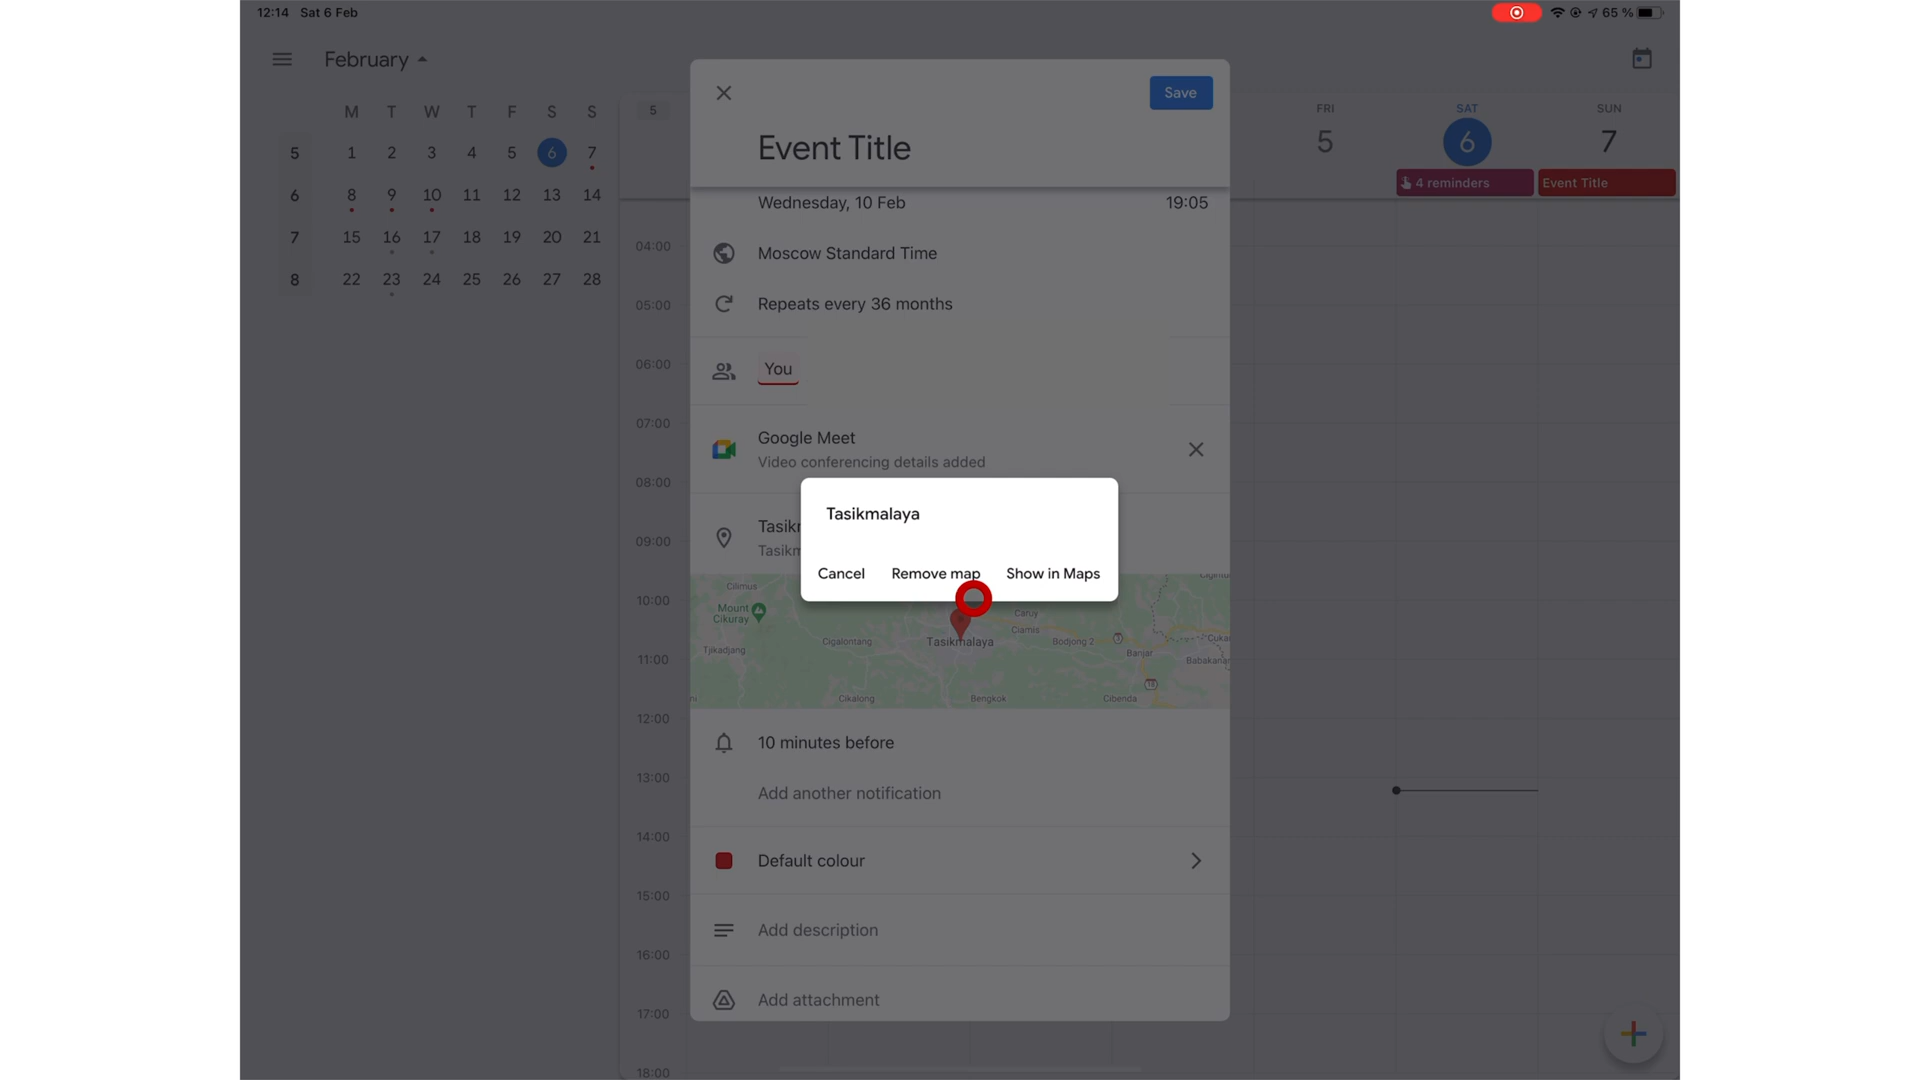 12:14 Sat 6 Feb
65 %
February
M T W T F S S
5 1 2 3 4 5 6 7
6 8 9 10 11 12 13 14
7 15 16 17 18 19 20 21
8 22 23 24 25 26 27 28
5
FRI SAT SUN
5 6 7
4 reminders Event Title
04:00
05:00
06:00
07:00
08:00
09:00
10:00
11:00
12:00
13:00
14:00
15:00
16:00
17:00
18:00
Save
Event Title
Wednesday, 10 Feb 19:05
Moscow Standard Time
Repeats every 36 months
You
Google Meet
Video conferencing details added
Tasikmalaya
Cancel Remove map Show in Maps
Cilimus
Mount
Cikuray
Tjikadjang
Cigalontang
Tasikmalaya
Caruy
Ciamis
Bodjong 2
3
Banjar
18
Cikalong
Bengkok
Cibenda
10 minutes before
Add another notification
Default colour
Add description
Add attachment